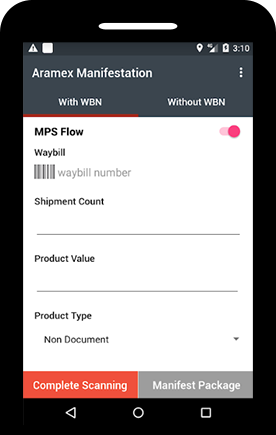 3:10
Aramex Manifestation
With WBN Without WBN
MPS Flow
Waybill
waybill number
Shipment Count
Product Value
Product Type
Non Document
Complete Scanning Manifest Package